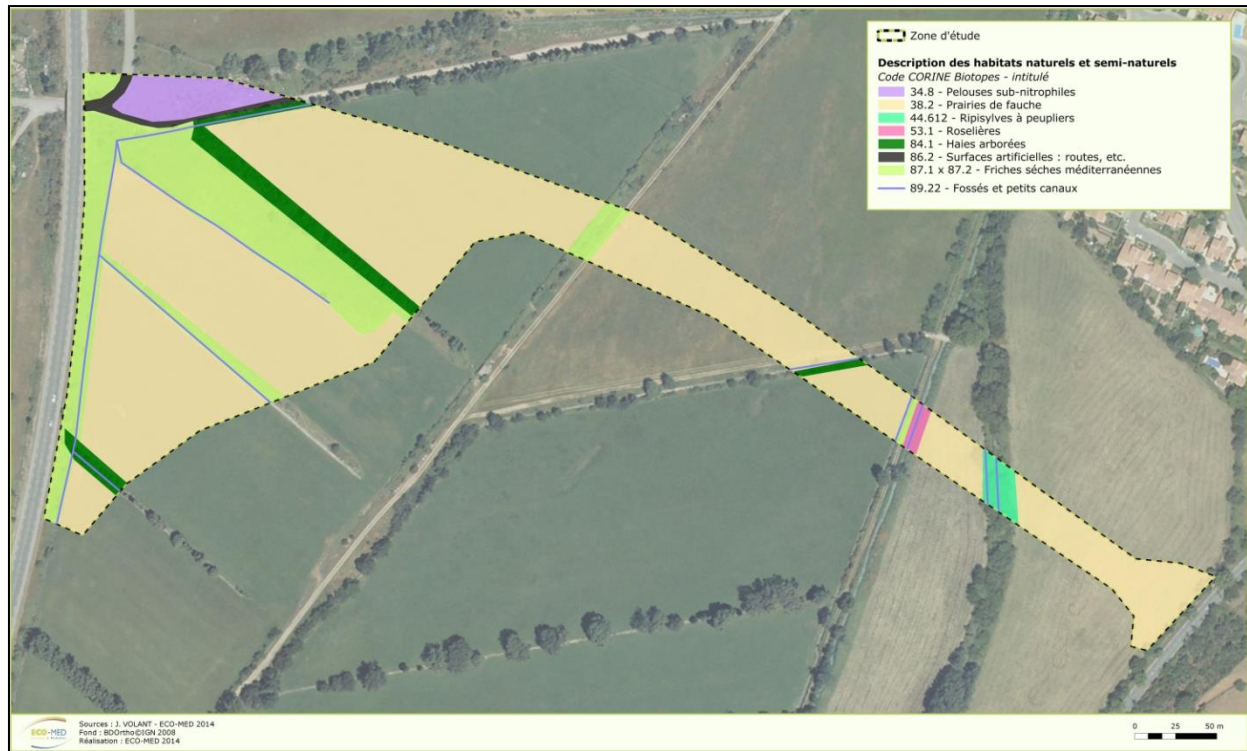 Zone d'étude
Description des habitats naturels et semi-naturels
Code CORINE Biotopes - intitulé
34.8 - Pelouses sub-nitrophiles
38.2 - Prairies de fauche
44.612 - Ripisylves à peupliers
53.1 - Roselières
84.1 - Haies arborées
86.2 - Surfaces artificielles : routes, etc.
87.1 x 87.2 - Friches séches méditerranéennes
89.22 - Fossés et petits canaux
ECO-MED
Sources : J. VOLANT - ECO-MED 2014
Fond : BDOrtho©IGN 2008
Réalisation : ECO-MED 2014
0 25 50 m